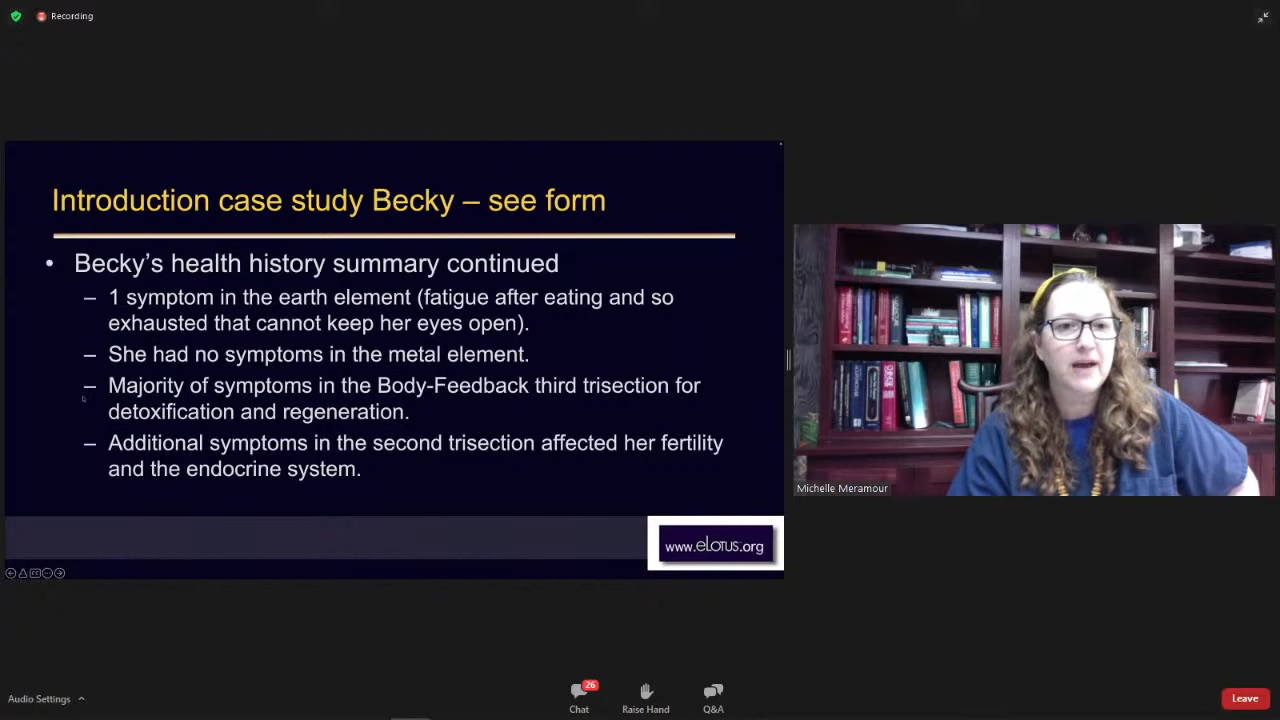 Recording
Introduction case study Becky – see form
• Becky's health history summary continued
– 1 symptom in the earth element (fatigue after eating and so
exhausted that cannot keep her eyes open).
– She had no symptoms in the metal element.
– Majority of symptoms in the Body-Feedback third trisection for
detoxification and regeneration.
– Additional symptoms in the second trisection affected her fertility
and the endocrine system.
www.eLotus.org
Michelle Meramour
Audio Settings
26
Chat
Raise Hand
Q&A
Leave